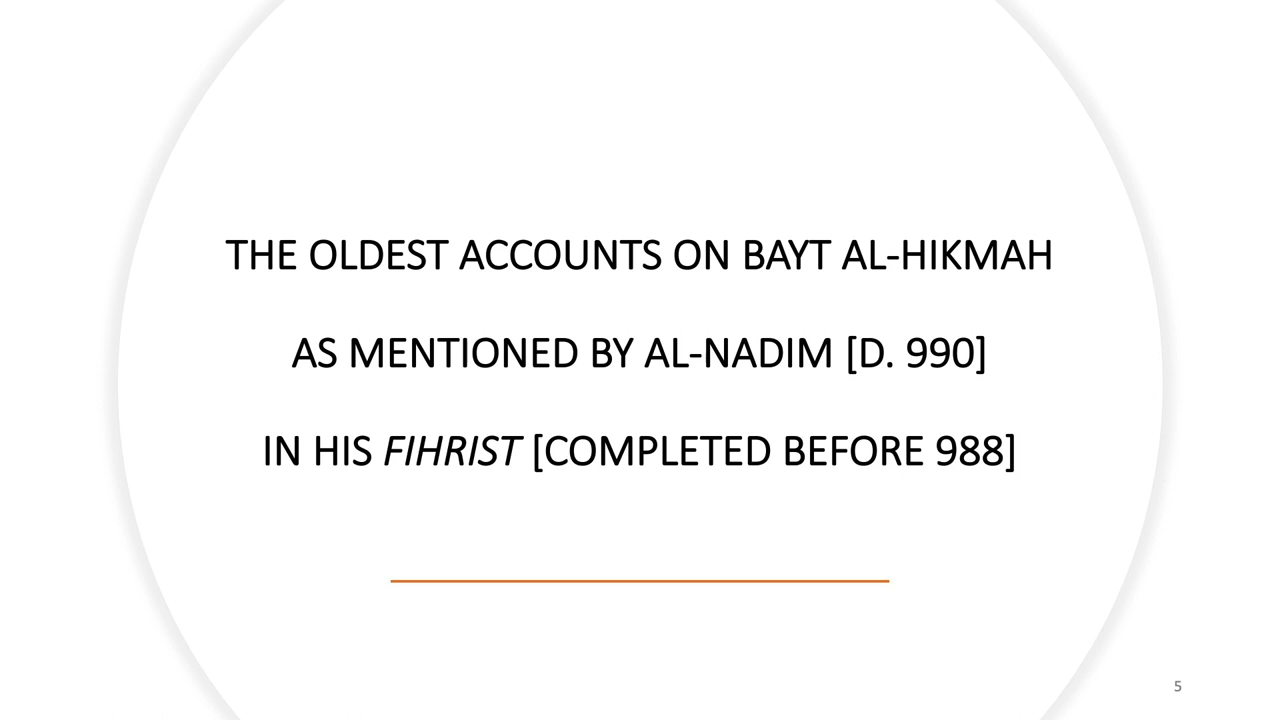 THE OLDEST ACCOUNTS ON BAYT AL-HIKMAH
AS MENTIONED BY AL-NADIM [D. 990]
IN HIS FIHRIST [COMPLETED BEFORE 988]
5